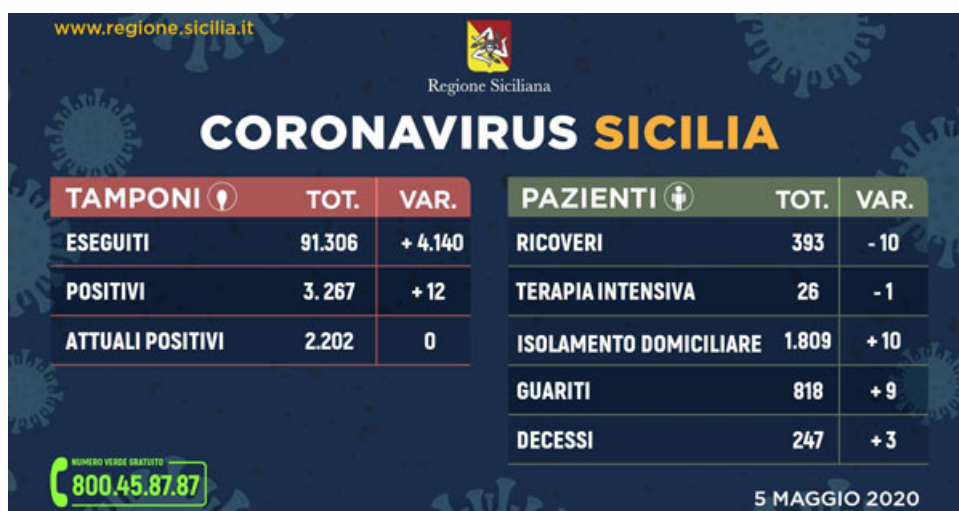 www.regione.sicilia.it
Regione Siciliana
CORONAVIRUS SICILIA
TAMPONI TOT. VAR.
ESEGUITI 91.306 + 4.140
POSITIVI 3. 267 + 12
ATTUALI POSITIVI 2.202 0
PAZIENTI TOT. VAR.
RICOVERI 393 - 10
TERAPIA INTENSIVA 26 - 1
ISOLAMENTO DOMICILIARE 1.809 + 10
GUARITI 818 + 9
DECESSI 247 + 3
NUMERO VERDE GRATUITO
800.45.87.87
5 MAGGIO 2020